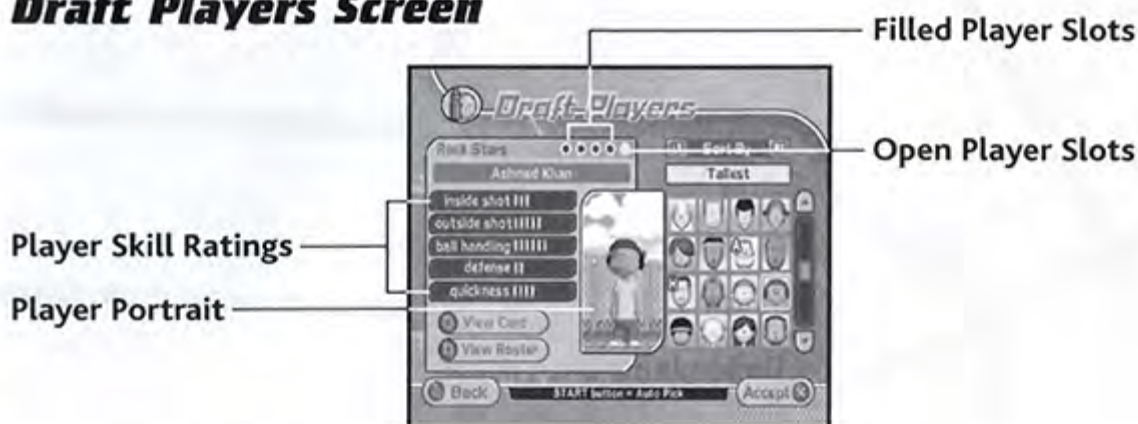 Draft Players Screen
Filled Player Slots
Draft Players
Rock Stars
Sort By
Open Player Slots
Ashmad Khan
Tallest
inside shot
outside shot
Player Skill Ratings
ball handling
defense
quickness
Player Portrait
View Card
View Roster
Back
START button = Auto Pick
Accept